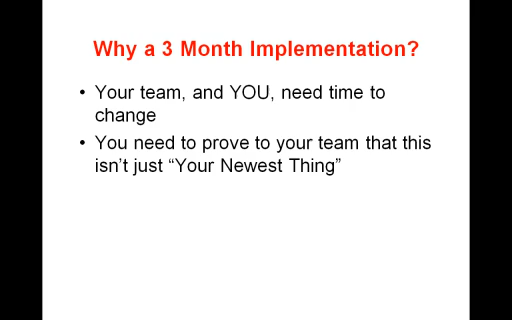 Why a 3 Month Implementation?
• Your team, and YOU, need time to
change
• You need to prove to your team that this
isn’t just “Your Newest Thing”